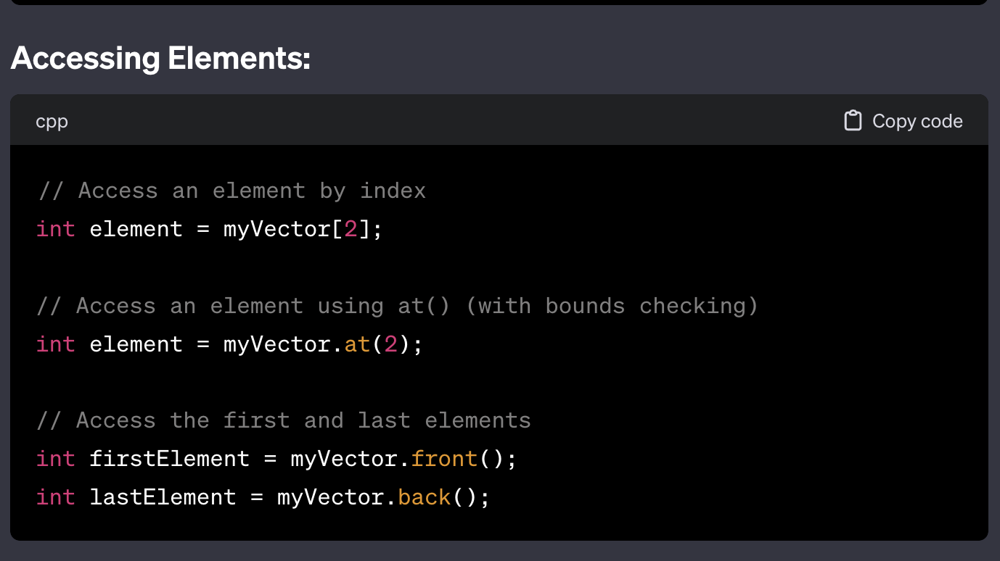 Accessing Elements:
cpp
Copy code
// Access an element by index
int element = myVector[2];
// Access an element using at() (with bounds checking)
int element = myVector.at(2);
// Access the first and last elements
int firstElement = myVector.front();
int lastElement = myVector.back();